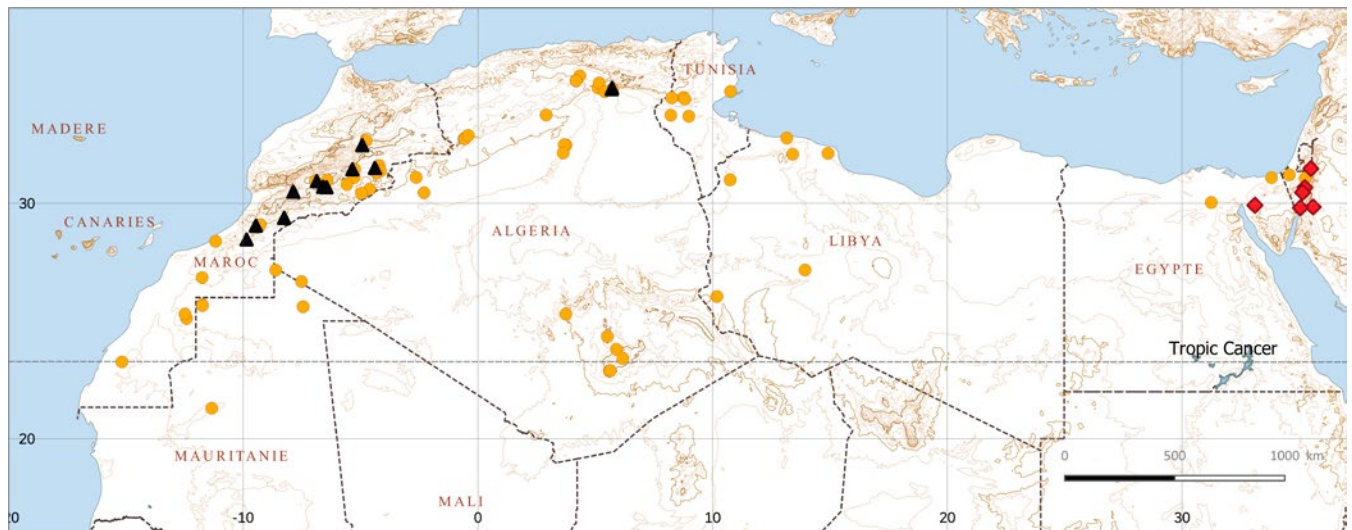 TUNISIA
MADERE
30
CANARIES
ALGERIA
LIBYA
MAROC
EGYPTE
Tropic Cancer
20
MAURITANIE
0 500 1000 km
MALI
20 -10 0 10 20 30